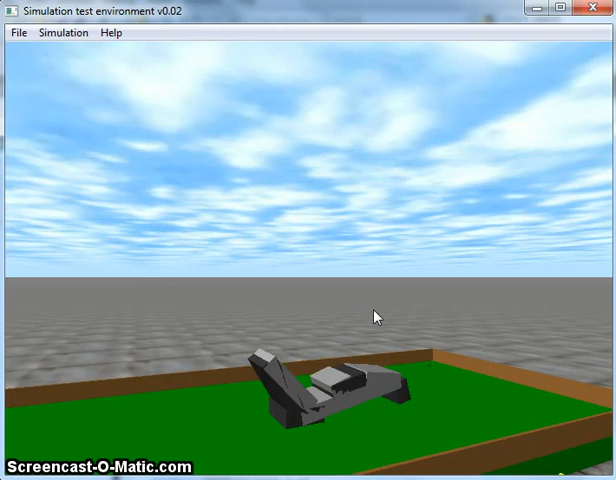 Simulation test environment v0.02
File Simulation Help
Screencast-O-Matic.com